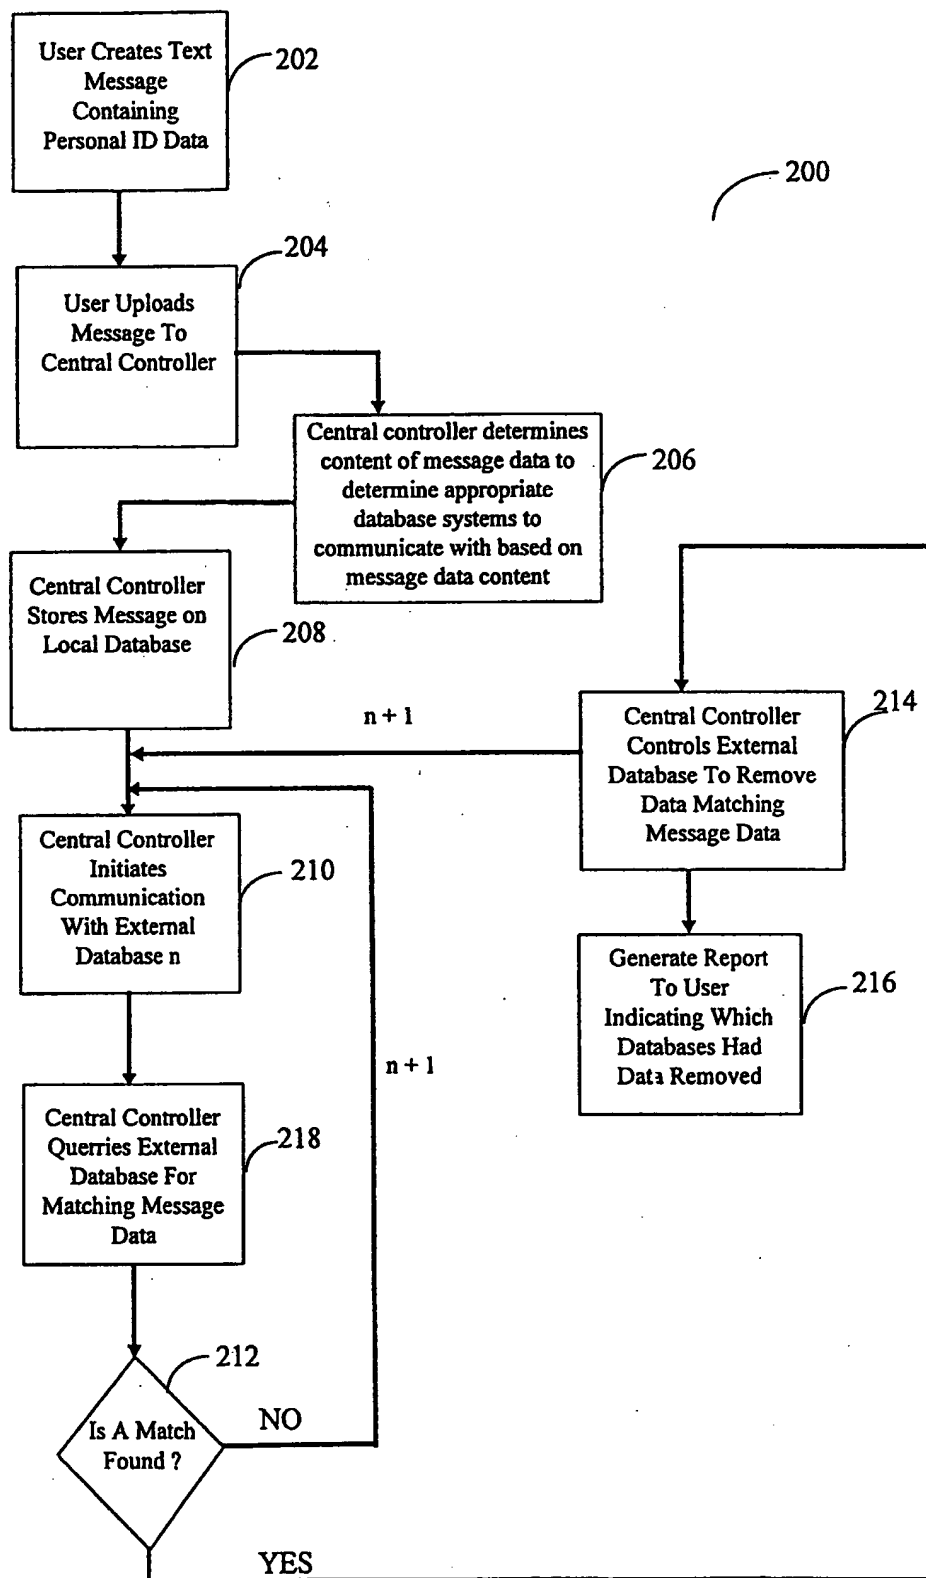 User Creates Text
Message
Containing
Personal ID Data
202
200
204
User Uploads
Message To
Central Controller
Central controller determines
content of message data to
determine appropriate
database systems to
communicate with based on
message data content
206
Central Controller
Stores Message on
Local Database
208
n + 1
Central Controller
Controls External
Database To Remove
Data Matching
Message Data
214
Central Controller
Initiates
Communication
With External
Database n
210
Generate Report
To User
Indicating Which
Databases Had
Data Removed
216
n + 1
Central Controller
Querries External
Database For
Matching Message
Data
218
212
Is A Match
Found ?
NO
YES